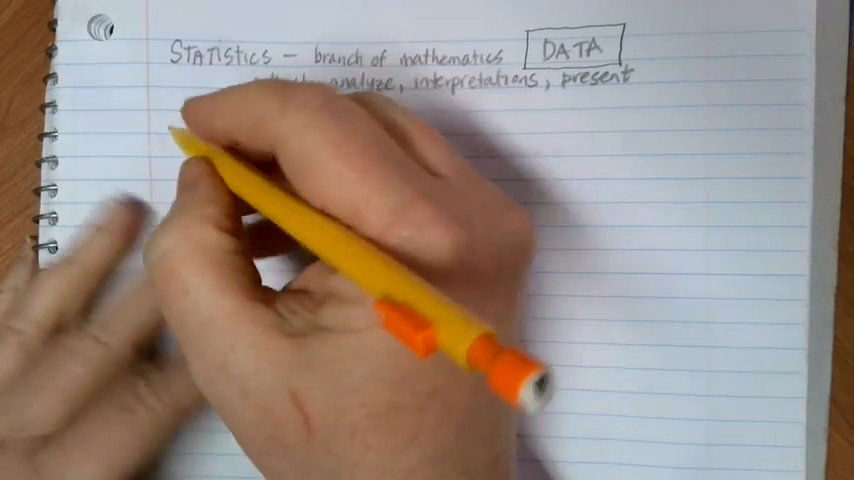 STATISTICS - branch of mathematics DATA
analyze, interpretations, present